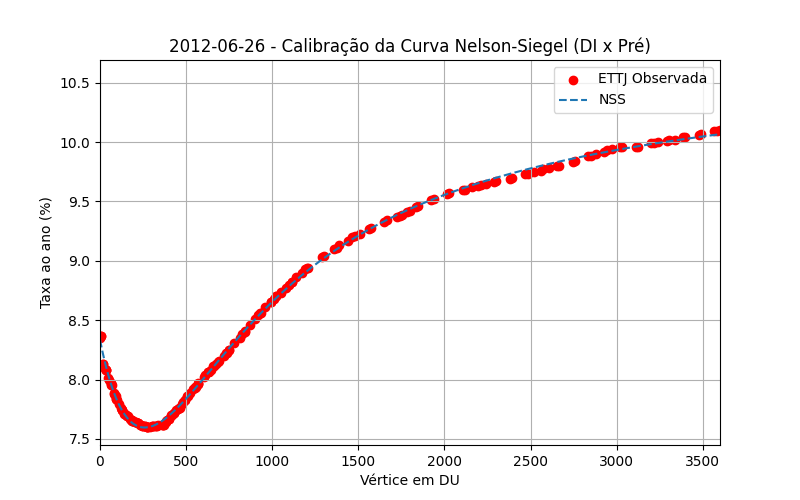 2012-06-26 - Calibração da Curva Nelson-Siegel (DI x Pré)
ETTJ Observada
NSS
Taxa ao ano (%)
10.5
10.0
9.5
9.0
8.5
8.0
7.5
0 500 1000 1500 2000 2500 3000 3500
Vértice em DU